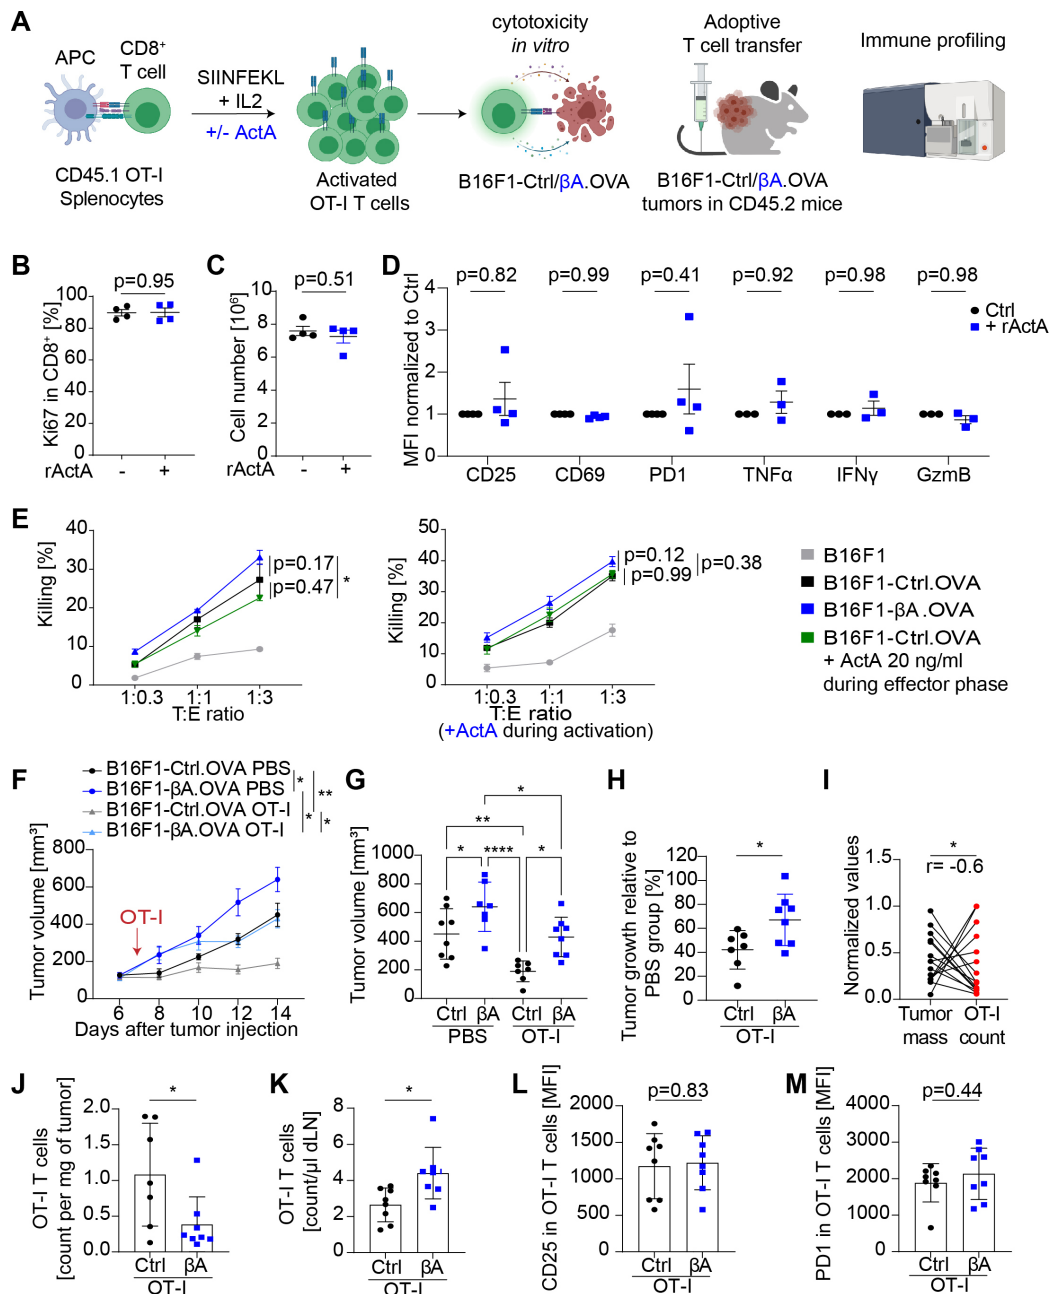 A
APC
CD8⁺
T cell
SIINFEKL
+ IL2
+/- ActA
CD45.1 OT-I
Splenocytes
Activated
OT-I T cells
cytotoxicity
in vitro
B16F1-Ctrl/βA.OVA
Adoptive
T cell transfer
B16F1-Ctrl/βA.OVA
tumors in CD45.2 mice
Immune profiling
B
p=0.95
Ki67 in CD8⁺ [%]
100
80
60
40
20
0
rActA - +
C
p=0.51
Cell number [10⁶]
10
8
6
4
2
0
rActA - +
D
p=0.82 p=0.99 p=0.41 p=0.92 p=0.98 p=0.98
MFI normalized to Ctrl
4
3
2
1
0
CD25 CD69 PD1 TNFα IFNγ GzmB
Ctrl
+ rActA
E
Killing [%]
40
30
20
10
0
1:0.3 1:1 1:3
T:E ratio
p=0.17
p=0.47
*
Killing [%]
50
40
30
20
10
0
1:0.3 1:1 1:3
T:E ratio
(+ActA during activation)
p=0.12
p=0.99
p=0.38
B16F1
B16F1-Ctrl.OVA
B16F1-βA.OVA
B16F1-Ctrl.OVA
+ ActA 20 ng/ml
during effector phase
F
B16F1-Ctrl.OVA PBS
B16F1-βA.OVA PBS
B16F1-Ctrl.OVA OT-I
B16F1-βA.OVA OT-I
*
**
*
*
Tumor volume [mm³]
800
600
400
200
0
OT-I
6 8 10 12 14
Days after tumor injection
G
*
**
* **** *
Tumor volume [mm³]
1000
800
600
400
200
0
Ctrl βA Ctrl βA
PBS OT-I
H
*
Tumor growth relative to
PBS group [%]
120
100
80
60
40
20
0
Ctrl βA
OT-I
I
*
r= -0.6
Normalized values
1.5
1.0
0.5
0.0
Tumor
mass
OT-I
count
J
*
OT-I T cells
[count per mg of tumor]
2.0
1.5
1.0
0.5
0.0
Ctrl βA
OT-I
K
*
OT-I T cells
[count/µl dLN]
8
6
4
2
0
Ctrl βA
OT-I
L
p=0.83
CD25 in OT-I T cells [MFI]
2000
1500
1000
500
0
Ctrl βA
OT-I
M
p=0.44
PD1 in OT-I T cells [MFI]
4000
3000
2000
1000
0
Ctrl βA
OT-I